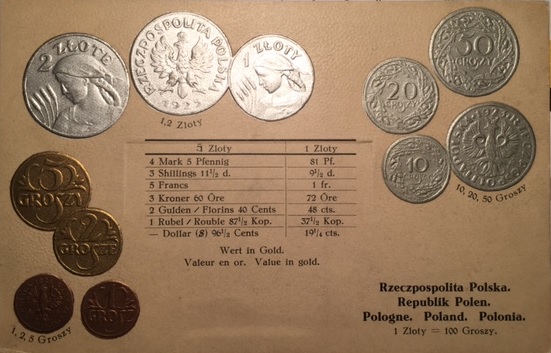 2 ZŁOTE
RZECZPOSPOLITA POLSKA
1925
1 ZŁOTY
1,2 Złoty
50
GROSZY
20
GROSZY
10
GROSZY
10, 20, 50 Groszy
5
GROSZY
2
GROSZE
1
GROSZ
1, 2, 5 Groszy
5 Złoty 1 Złoty
4 Mark 5 Pfennig 81 Pf.
3 Shillings 11½ d. 9½ d.
5 Francs 1 fr.
3 Kroner 60 Öre 72 Öre
2 Gulden / Florins 40 Cents 48 cts.
1 Rubel / Rouble 87½ Kop. 37½ Kop.
— Dollar ($) 96½ Cents 19¼ cts.
Wert in Gold.
Valeur en or. Value in gold.
Rzeczpospolita Polska.
Republik Polen.
Pologne. Poland. Polonia.
1 Złoty = 100 Groszy.